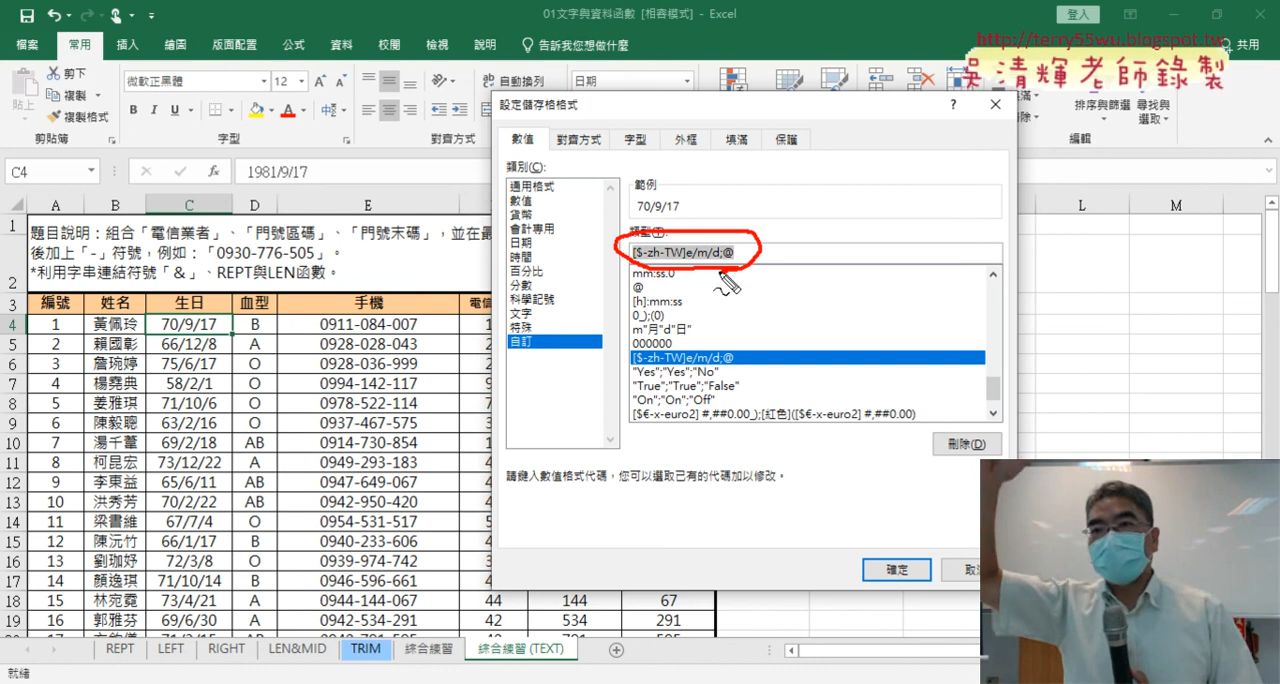 01文字與資料函數 [相容模式] - Excel
登入
檔案 常用 插入 繪圖 版面配置 公式 資料 校閱 檢視 說明 告訴我您想做什麼 共用
http://terry55wu.blogspot.tw
吳清輝老師錄製
貼上 剪下 複製 複製格式
剪貼簿
微軟正黑體 12
B I U
字型
自動換列
對齊方式
日期
排序與篩選 尋找與選取
編輯
C4 fx 1981/9/17
A B C D E L M
題目說明：組合「電信業者」、「門號區碼」、「門號末碼」，並在最
後加上「-」符號，例如：「0930-776-505」。
*利用字串連結符號「&」、REPT與LEN函數。
編號 姓名 生日 血型 手機
1 黃佩玲 70/9/17 B 0911-084-007
2 賴國彰 66/12/8 A 0928-028-043
3 詹琬婷 75/6/17 O 0928-036-999
4 楊堯典 58/2/1 O 0994-142-117
5 姜雅琪 71/10/6 O 0978-522-114
6 陳毅聰 63/2/16 O 0937-467-575
7 湯千蕫 69/2/18 AB 0914-730-854
8 柯昆宏 73/12/22 A 0949-293-183
9 李東益 65/6/11 AB 0947-649-067
10 洪秀芳 70/2/22 AB 0942-950-420
11 梁書維 67/7/4 O 0954-531-517
12 陳沅竹 66/1/17 B 0940-233-606
13 劉珈妤 72/3/8 O 0939-974-742
14 顏逸琪 71/10/14 B 0946-596-661
15 林宛霓 73/4/21 A 0944-144-067 44 144 67
16 郭雅芬 69/6/30 A 0942-534-291 42 534 291
設定儲存格格式 ?
數值 對齊方式 字型 外框 填滿 保護
類別(C):
通用格式
數值
貨幣
會計專用
日期
時間
百分比
分數
科學記號
文字
特殊
自訂
範例
70/9/17
類型(T):
[$-zh-TW]e/m/d;@
mm:ss.0
@
[h]:mm:ss
0_);(0)
m"月"d"日"
000000
[$-zh-TW]e/m/d;@
"Yes";"Yes";"No"
"True";"True";"False"
"On";"On";"Off"
[$€-x-euro2] #,##0.00_);[紅色]([$€-x-euro2] #,##0.00)
刪除(D)
請鍵入數值格式代碼，您可以選取已有的代碼加以修改。
確定
REPT LEFT RIGHT LEN&MID TRIM 綜合練習 綜合練習 (TEXT)
就緒